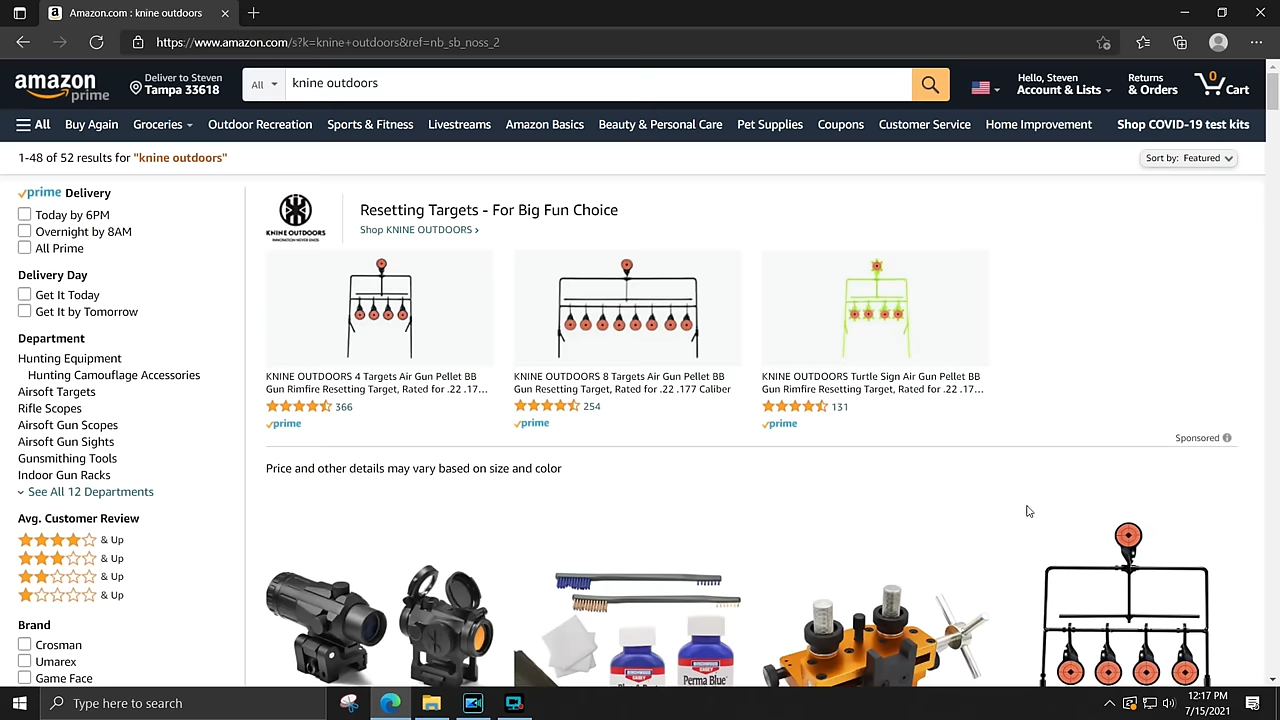 Amazon.com : knine outdoors
https://www.amazon.com/s?k=knine+outdoors&ref=nb_sb_noss_2
amazon
prime
Deliver to Steven
Tampa 33618
All
knine outdoors
Hello, Steven
Account & Lists
Returns
& Orders
0
Cart
All
Buy Again
Groceries
Outdoor Recreation
Sports & Fitness
Livestreams
Amazon Basics
Beauty & Personal Care
Pet Supplies
Coupons
Customer Service
Home Improvement
Shop COVID-19 test kits
1-48 of 52 results for "knine outdoors"
Sort by: Featured
prime Delivery
Today by 6PM
Overnight by 8AM
All Prime
Delivery Day
Get It Today
Get It by Tomorrow
Department
Hunting Equipment
Hunting Camouflage Accessories
Airsoft Targets
Rifle Scopes
Airsoft Gun Scopes
Airsoft Gun Sights
Gunsmithing Tools
Indoor Gun Racks
See All 12 Departments
Avg. Customer Review
& Up
& Up
& Up
& Up
Brand
Crosman
Umarex
Game Face
KNINE OUTDOORS
INNOVATION NEVER ENDS
Resetting Targets - For Big Fun Choice
Shop KNINE OUTDOORS ›
KNINE OUTDOORS 4 Targets Air Gun Pellet BB
Gun Rimfire Resetting Target, Rated for .22 .17...
366
prime
KNINE OUTDOORS 8 Targets Air Gun Pellet BB
Gun Resetting Target, Rated for .22 .177 Caliber
254
prime
KNINE OUTDOORS Turtle Sign Air Gun Pellet BB
Gun Rimfire Resetting Target, Rated for .22 .17...
131
prime
Sponsored
Price and other details may vary based on size and color
BIRCHWOOD
CASEY
BIRCHWOOD
CASEY
Perma Blue
Type here to search
12:17 PM
7/15/2021